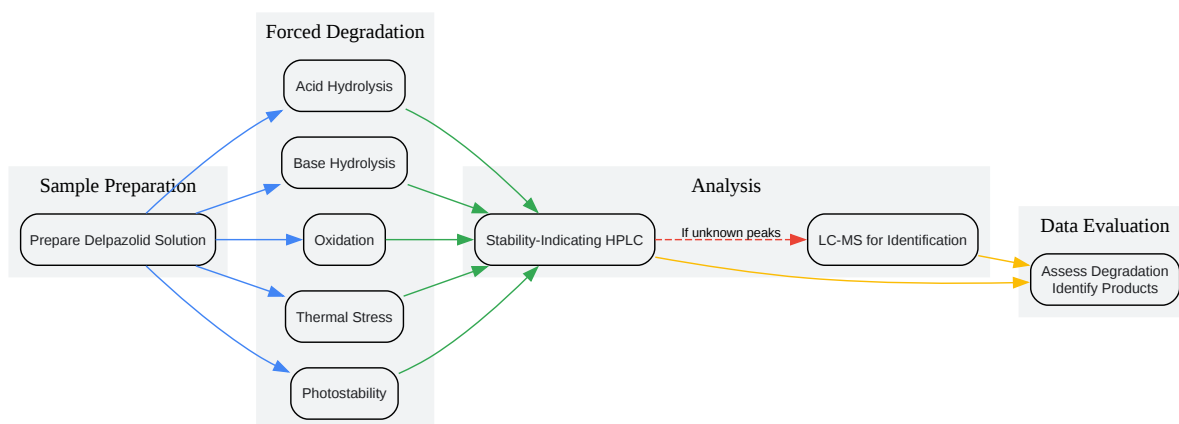 Sample Preparation
Prepare Delpazolid Solution
Forced Degradation
Acid Hydrolysis
Base Hydrolysis
Oxidation
Thermal Stress
Photostability
Analysis
Stability-Indicating HPLC
If unknown peaks
LC-MS for Identification
Data Evaluation
Assess Degradation
Identify Products